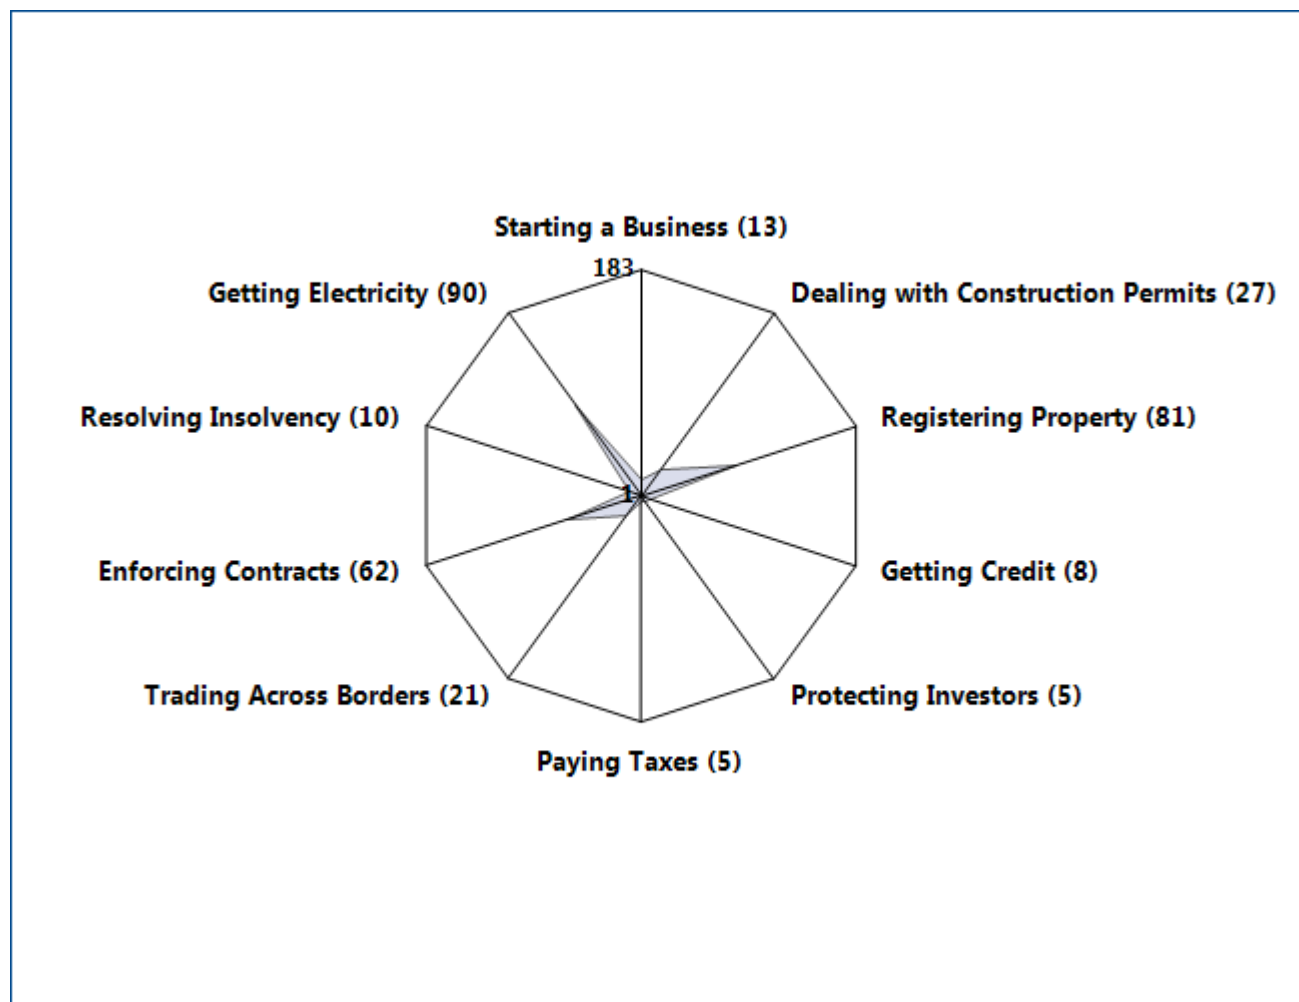 Starting a Business (13)
183
Getting Electricity (90)
Dealing with Construction Permits (27)
Resolving Insolvency (10)
Registering Property (81)
1
Enforcing Contracts (62)
Getting Credit (8)
Trading Across Borders (21)
Protecting Investors (5)
Paying Taxes (5)